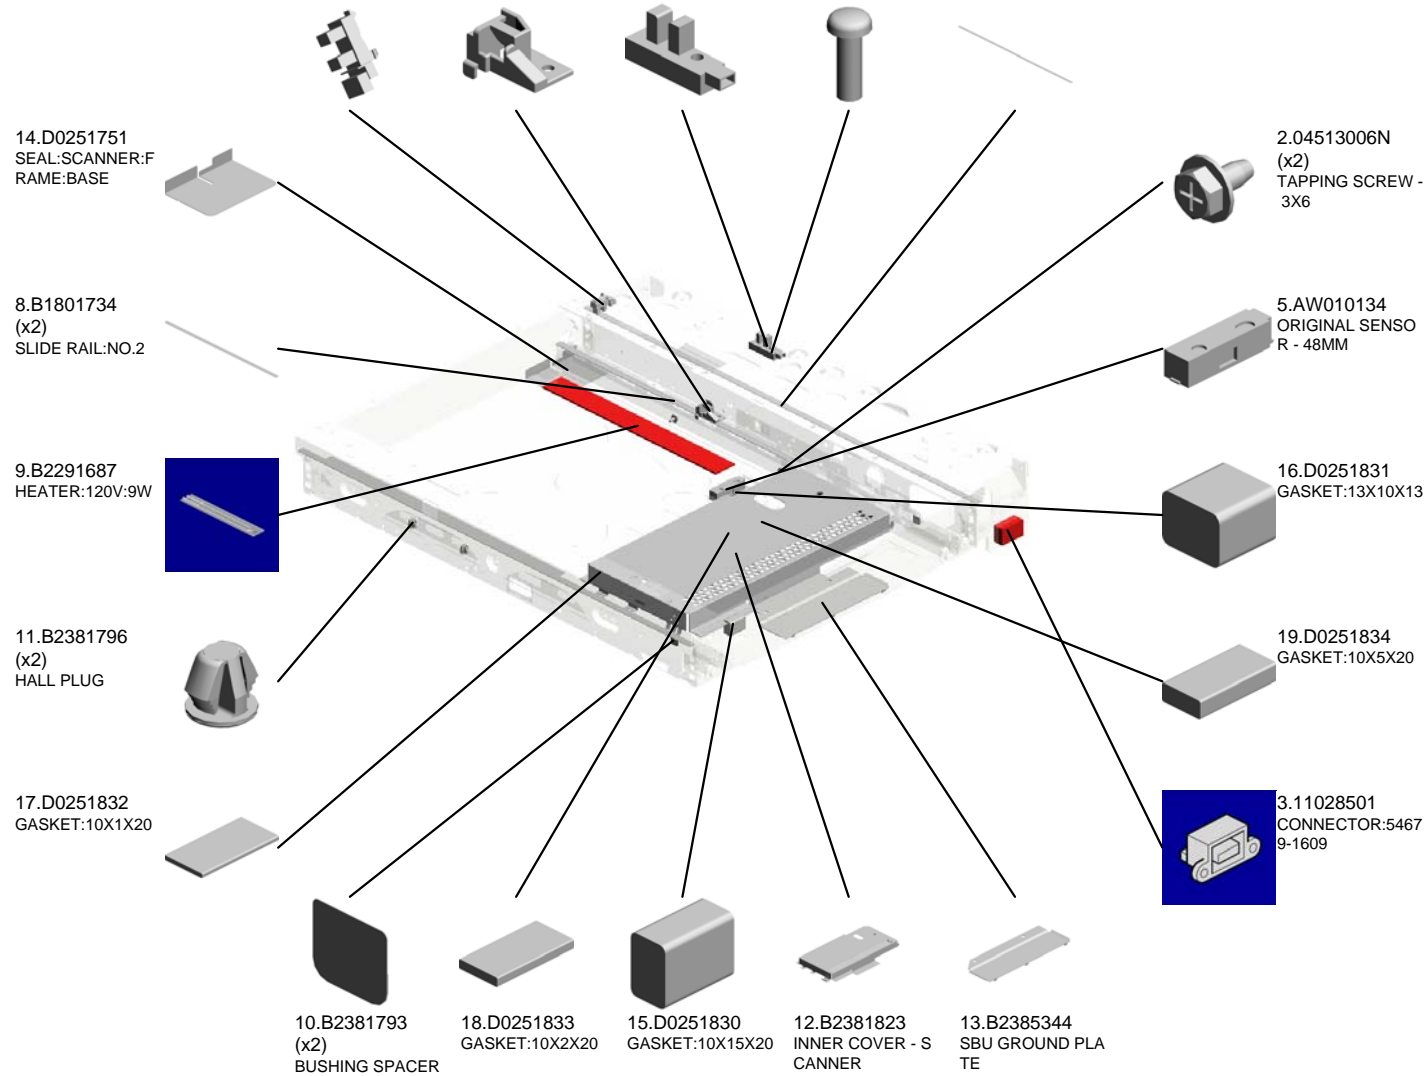 14.D0251751
SEAL:SCANNER:F
RAME:BASE
2.04513006N
(x2)
TAPPING SCREW -
3X6
8.B1801734
(x2)
SLIDE RAIL:NO.2
5.AW010134
ORIGINAL SENSO
R - 48MM
9.B2291687
HEATER:120V:9W
16.D0251831
GASKET:13X10X13
11.B2381796
(x2)
HALL PLUG
19.D0251834
GASKET:10X5X20
17.D0251832
GASKET:10X1X20
3.11028501
CONNECTOR:5467
9-1609
10.B2381793
(x2)
BUSHING SPACER
18.D0251833
GASKET:10X2X20
15.D0251830
GASKET:10X15X20
12.B2381823
INNER COVER - S
CANNER
13.B2385344
SBU GROUND PLA
TE